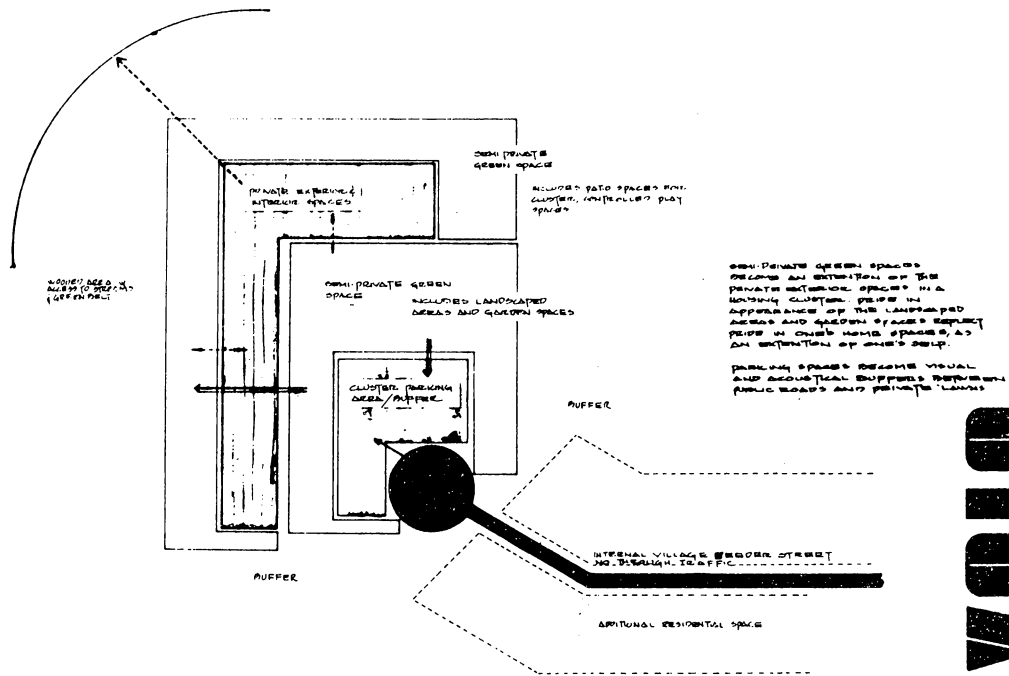 SEMI-PRIVATE
GREEN SPACE
INCLUDES PATIO SPACES FOR
CLUSTER, CONTROLLED PLAY
SPACES
PRIVATE EXTERIOR &
INTERIOR SPACES
WOODED AREA W/
ACCESS TO STREAMS
& GREENBELT
SEMI-PRIVATE GREEN
SPACE
INCLUDES LANDSCAPED
AREAS AND GARDEN SPACES
CLUSTER PARKING
AREA/BUFFER
SEMI-PRIVATE GREEN SPACES
BECOME AN EXTENTION OF THE
PRIVATE EXTERIOR SPACES IN A
HOUSING CLUSTER. PRIDE IN
APPEARANCE OF THE LANDSCAPED
AREAS AND GARDEN SPACES REFLECT
PRIDE IN ONE'S HOME SPACES, AS
AN EXTENTION OF ONE'S SELF.
PARKING SPACES BECOME VISUAL
AND ACOUSTICAL BUFFERS BETWEEN
PUBLIC ROADS AND PRIVATE LAWNS
BUFFER
BUFFER
INTERNAL VILLAGE FEEDER STREET
NO THROUGH TRAFFIC
ADDITIONAL RESIDENTIAL SPACE